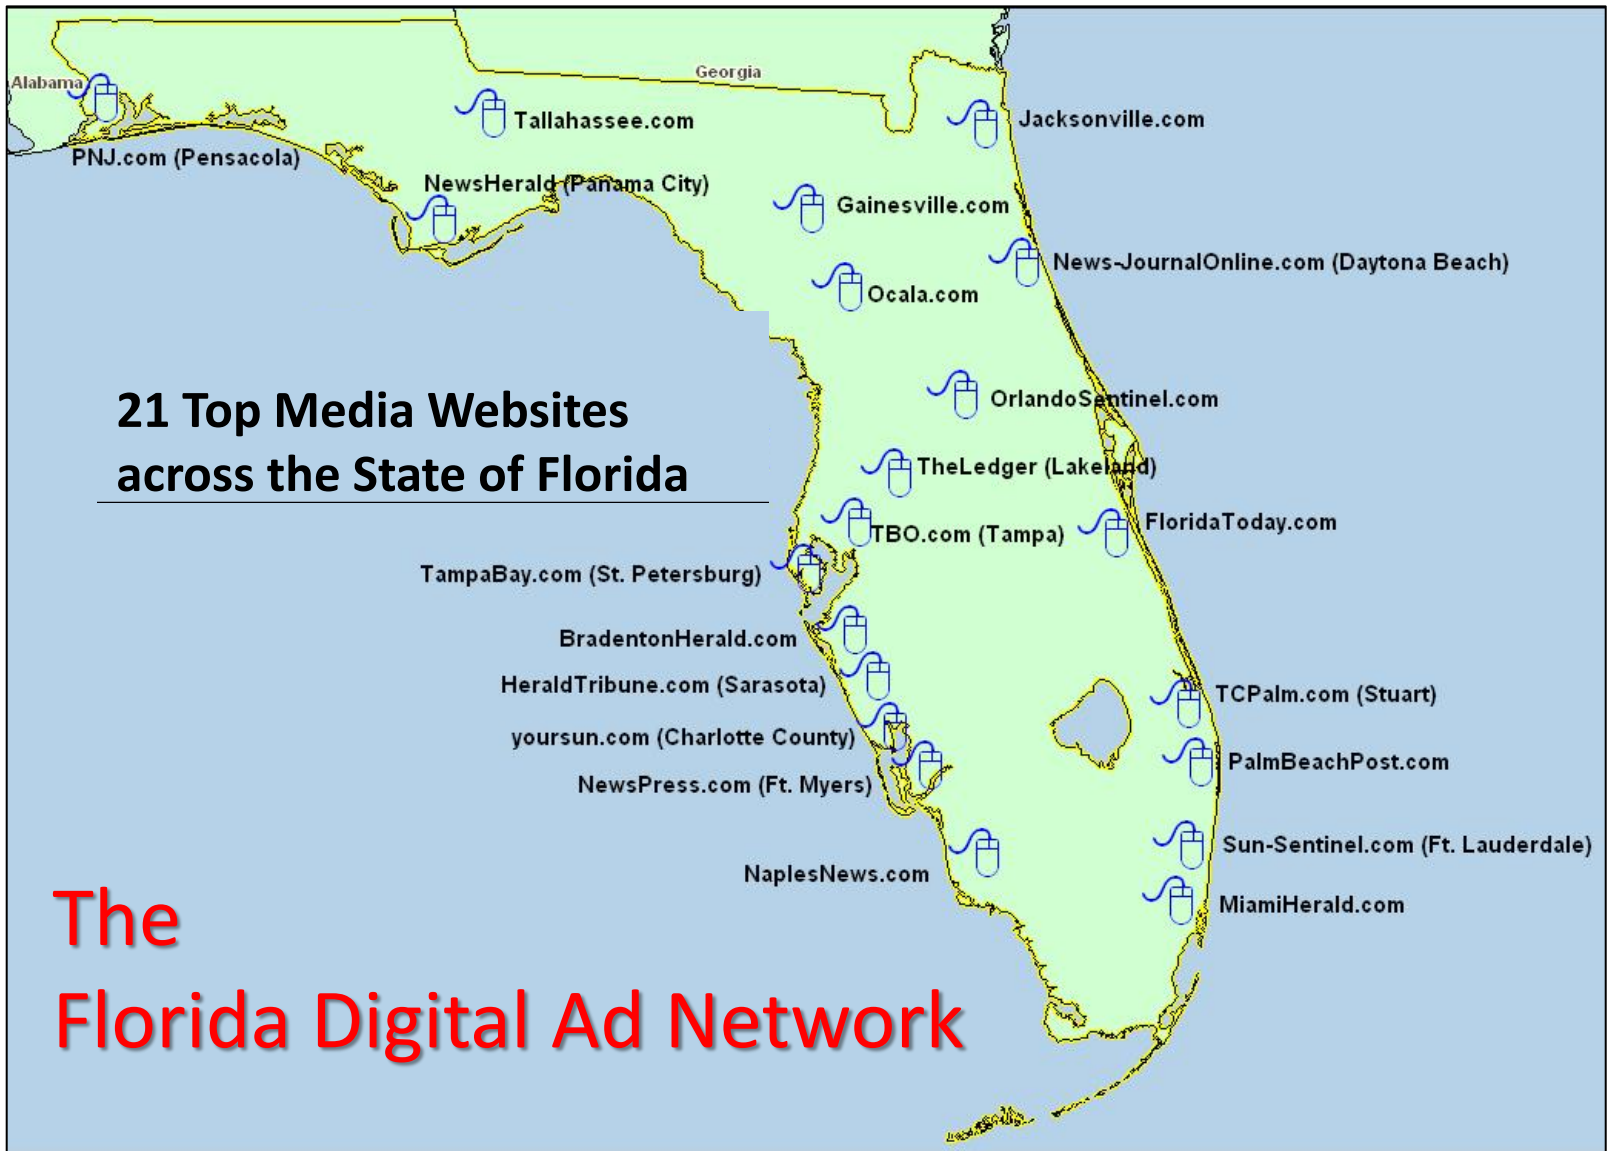 Georgia
Alabama
Tallahassee.com
Jacksonville.com
PNJ.com (Pensacola)
NewsHerald (Panama City)
Gainesville.com
News-JournalOnline.com (Daytona Beach)
Ocala.com
21 Top Media Websites
across the State of Florida
OrlandoSentinel.com
TheLedger (Lakeland)
FloridaToday.com
TBO.com (Tampa)
TampaBay.com (St. Petersburg)
BradentonHerald.com
HeraldTribune.com (Sarasota)
TCPalm.com (Stuart)
yoursun.com (Charlotte County)
PalmBeachPost.com
NewsPress.com (Ft. Myers)
Sun-Sentinel.com (Ft. Lauderdale)
NaplesNews.com
MiamiHerald.com
The
Florida Digital Ad Network